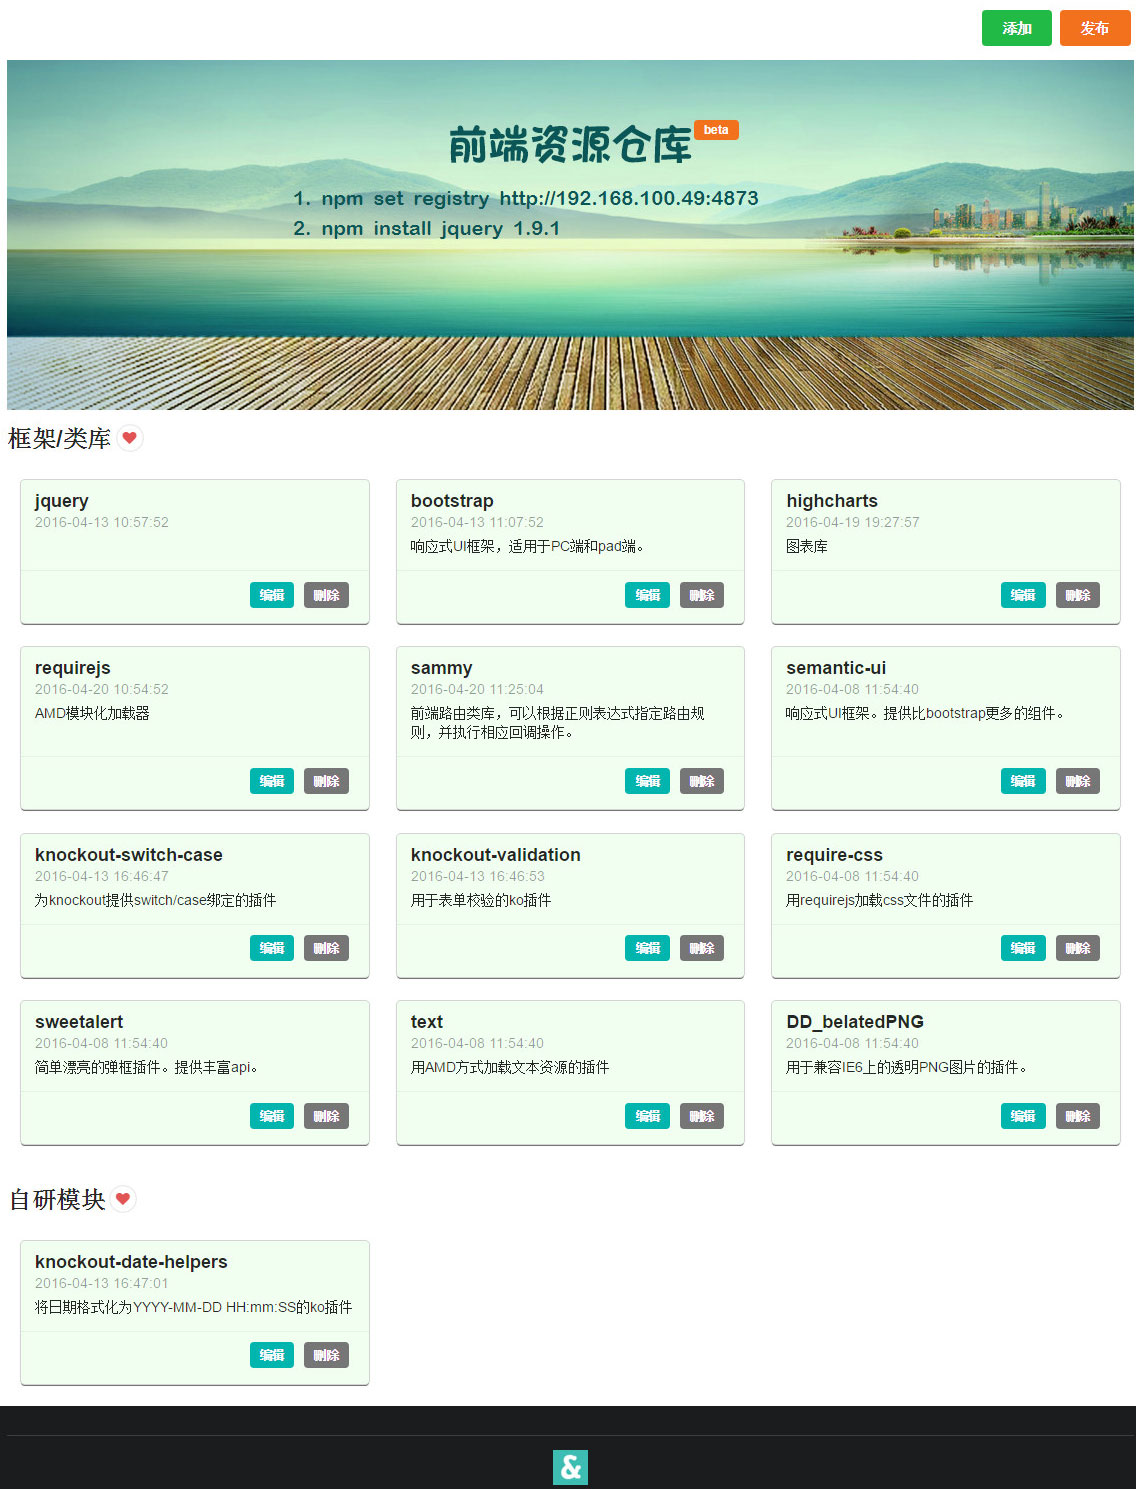 添加 发布
前端资源仓库 beta
1. npm set registry http://192.168.100.49:4873
2. npm install jquery 1.9.1
框架/类库
jquery
2016-04-13 10:57:52
编辑 删除
bootstrap
2016-04-13 11:07:52
响应式UI框架，适用于PC端和pad端。
编辑 删除
highcharts
2016-04-19 19:27:57
图表库
编辑 删除
requirejs
2016-04-20 10:54:52
AMD模块化加载器
编辑 删除
sammy
2016-04-20 11:25:04
前端路由类库，可以根据正则表达式指定路由规
则，并执行相应回调操作。
编辑 删除
semantic-ui
2016-04-08 11:54:40
响应式UI框架。提供比bootstrap更多的组件。
编辑 删除
knockout-switch-case
2016-04-13 16:46:47
为knockout提供switch/case绑定的插件
编辑 删除
knockout-validation
2016-04-13 16:46:53
用于表单校验的ko插件
编辑 删除
require-css
2016-04-08 11:54:40
用requirejs加载css文件的插件
编辑 删除
sweetalert
2016-04-08 11:54:40
简单漂亮的弹框插件。提供丰富api。
编辑 删除
text
2016-04-08 11:54:40
用AMD方式加载文本资源的插件
编辑 删除
DD_belatedPNG
2016-04-08 11:54:40
用于兼容IE6上的透明PNG图片的插件。
编辑 删除
自研模块
knockout-date-helpers
2016-04-13 16:47:01
将日期格式化为YYYY-MM-DD HH:mm:SS的ko插件
编辑 删除
&